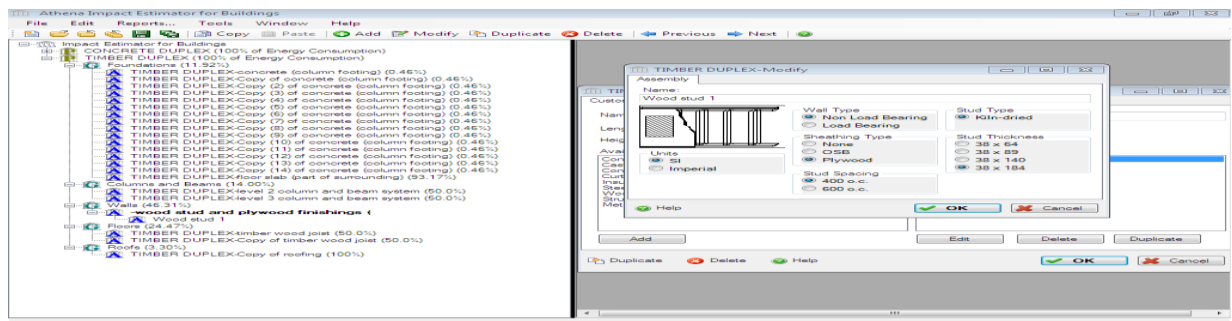 Athena Impact Estimator for Buildings
File Edit Reports... Tools Window Help
Copy Paste Add Modify Duplicate Delete Previous Next
Impact Estimator for Buildings
CONCRETE DUPLEX (100% of Energy Consumption)
TIMBER DUPLEX (100% of Energy Consumption)
Foundations (11.92%)
TIMBER DUPLEX-concrete (column footing) (0.46%)
TIMBER DUPLEX-Copy of concrete (column footing) (0.46%)
TIMBER DUPLEX-Copy (2) of concrete (column footing) (0.46%)
TIMBER DUPLEX-Copy (3) of concrete (column footing) (0.46%)
TIMBER DUPLEX-Copy (4) of concrete (column footing) (0.46%)
TIMBER DUPLEX-Copy (5) of concrete (column footing) (0.46%)
TIMBER DUPLEX-Copy (6) of concrete (column footing) (0.46%)
TIMBER DUPLEX-Copy (7) of concrete (column footing) (0.46%)
TIMBER DUPLEX-Copy (8) of concrete (column footing) (0.46%)
TIMBER DUPLEX-Copy (9) of concrete (column footing) (0.46%)
TIMBER DUPLEX-Copy (10) of concrete (column footing) (0.46%)
TIMBER DUPLEX-Copy (11) of concrete (column footing) (0.46%)
TIMBER DUPLEX-Copy (12) of concrete (column footing) (0.46%)
TIMBER DUPLEX-Copy (13) of concrete (column footing) (0.46%)
TIMBER DUPLEX-Copy (14) of concrete (column footing) (0.46%)
TIMBER DUPLEX-floor slab (part of surrounding) (93.17%)
Columns and Beams (14.00%)
TIMBER DUPLEX-level 2 column and beam system (50.0%)
TIMBER DUPLEX-level 3 column and beam system (50.0%)
Walls (46.31%)
-wood stud and plywood finishings (
Wood stud 1
Floors (24.47%)
TIMBER DUPLEX-timber wood joist (50.0%)
TIMBER DUPLEX-Copy of timber wood joist (50.0%)
Roofs (3.30%)
TIMBER DUPLEX-Copy of roofing (100%)
TIMBER DUPLEX-Modify
Assembly
Name:
Wood stud 1
Wall Type
Non Load Bearing
Load Bearing
Stud Type
Kiln-dried
Sheathing Type
None
OSB
Plywood
Stud Thickness
38 x 64
38 x 89
38 x 140
38 x 184
Units
SI
Imperial
Stud Spacing
400 o.c.
600 o.c.
Help OK Cancel
Add Edit Delete Duplicate
Duplicate Delete Help OK Cancel